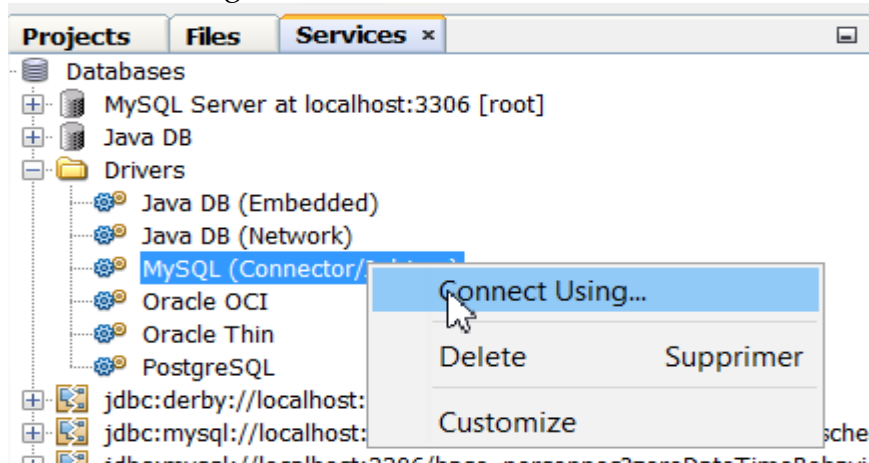 Projects Files Services ×
Databases
MySQL Server at localhost:3306 [root]
Java DB
Drivers
Java DB (Embedded)
Java DB (Network)
MySQL (Connector/
Connect Using...
Oracle OCI
Oracle Thin
Delete Supprimer
PostgreSQL
jdbc:derby://localhost:
Customize
jdbc:mysql://localhost: sche